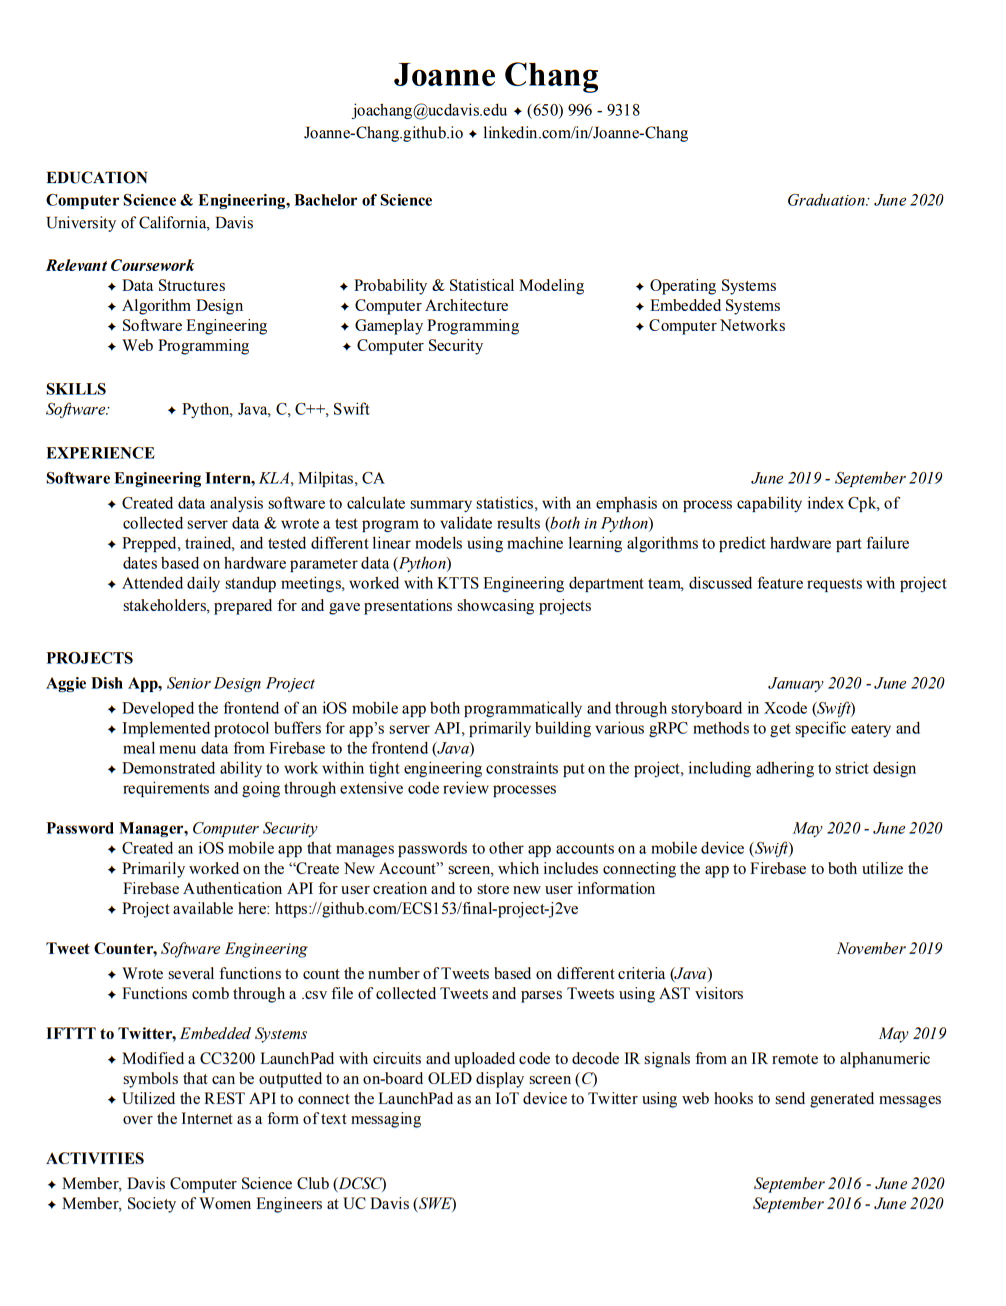 Joanne Chang
joachang@ucdavis.edu ✦ (650) 996 - 9318
Joanne-Chang.github.io ✦ linkedin.com/in/Joanne-Chang
EDUCATION
Computer Science & Engineering, Bachelor of Science Graduation: June 2020
University of California, Davis
Relevant Coursework
✦ Data Structures ✦ Probability & Statistical Modeling ✦ Operating Systems
✦ Algorithm Design ✦ Computer Architecture ✦ Embedded Systems
✦ Software Engineering ✦ Gameplay Programming ✦ Computer Networks
✦ Web Programming ✦ Computer Security
SKILLS
Software: ✦ Python, Java, C, C++, Swift
EXPERIENCE
Software Engineering Intern, KLA, Milpitas, CA June 2019 - September 2019
✦ Created data analysis software to calculate summary statistics, with an emphasis on process capability index Cpk, of
collected server data & wrote a test program to validate results (both in Python)
✦ Prepped, trained, and tested different linear models using machine learning algorithms to predict hardware part failure
dates based on hardware parameter data (Python)
✦ Attended daily standup meetings, worked with KTTS Engineering department team, discussed feature requests with project
stakeholders, prepared for and gave presentations showcasing projects
PROJECTS
Aggie Dish App, Senior Design Project January 2020 - June 2020
✦ Developed the frontend of an iOS mobile app both programmatically and through storyboard in Xcode (Swift)
✦ Implemented protocol buffers for app’s server API, primarily building various gRPC methods to get specific eatery and
meal menu data from Firebase to the frontend (Java)
✦ Demonstrated ability to work within tight engineering constraints put on the project, including adhering to strict design
requirements and going through extensive code review processes
Password Manager, Computer Security May 2020 - June 2020
✦ Created an iOS mobile app that manages passwords to other app accounts on a mobile device (Swift)
✦ Primarily worked on the “Create New Account” screen, which includes connecting the app to Firebase to both utilize the
Firebase Authentication API for user creation and to store new user information
✦ Project available here: https://github.com/ECS153/final-project-j2ve
Tweet Counter, Software Engineering November 2019
✦ Wrote several functions to count the number of Tweets based on different criteria (Java)
✦ Functions comb through a .csv file of collected Tweets and parses Tweets using AST visitors
IFTTT to Twitter, Embedded Systems May 2019
✦ Modified a CC3200 LaunchPad with circuits and uploaded code to decode IR signals from an IR remote to alphanumeric
symbols that can be outputted to an on-board OLED display screen (C)
✦ Utilized the REST API to connect the LaunchPad as an IoT device to Twitter using web hooks to send generated messages
over the Internet as a form of text messaging
ACTIVITIES
✦ Member, Davis Computer Science Club (DCSC) September 2016 - June 2020
✦ Member, Society of Women Engineers at UC Davis (SWE) September 2016 - June 2020